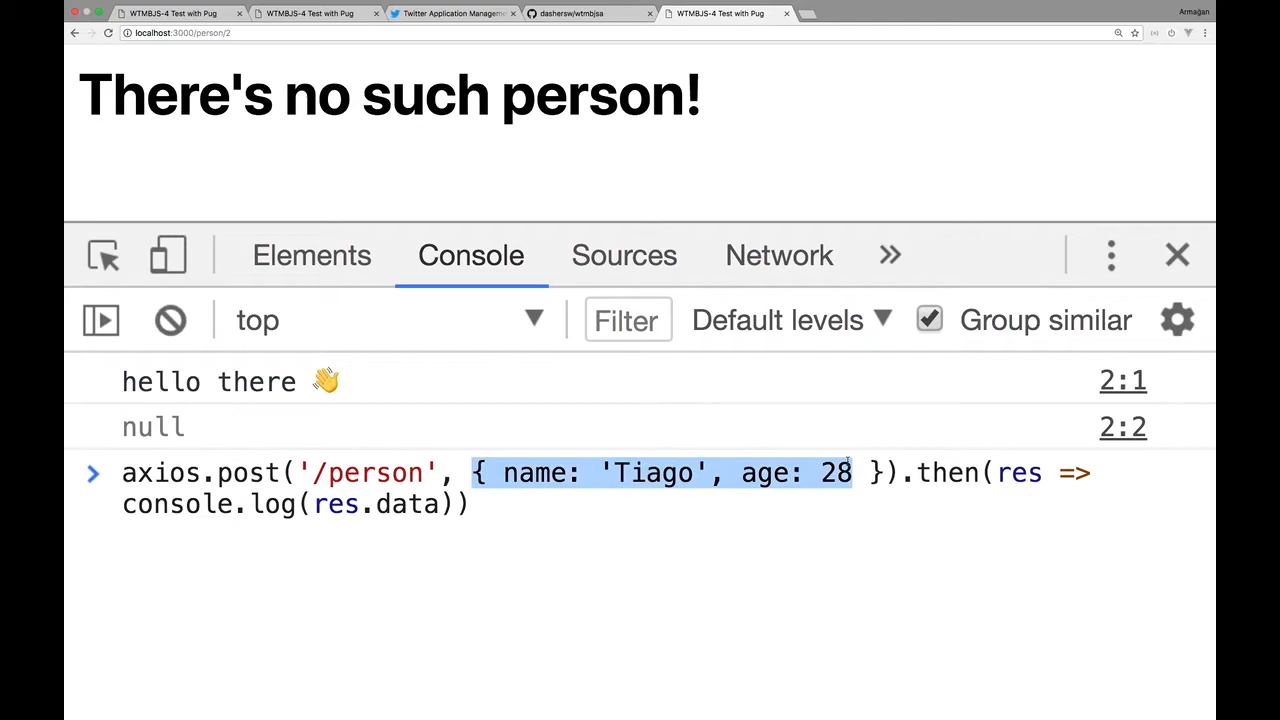 WTMBJS-4 Test with Pug × WTMBJS-4 Test with Pug × Twitter Application Manageme × dashersw/wtmbjsa × WTMBJS-4 Test with Pug × Armağan
localhost:3000/person/2
There's no such person!
Elements Console Sources Network »
top Filter Default levels Group similar
hello there 👋 2:1
null 2:2
> axios.post('/person', { name: 'Tiago', age: 28 }).then(res =>
console.log(res.data))